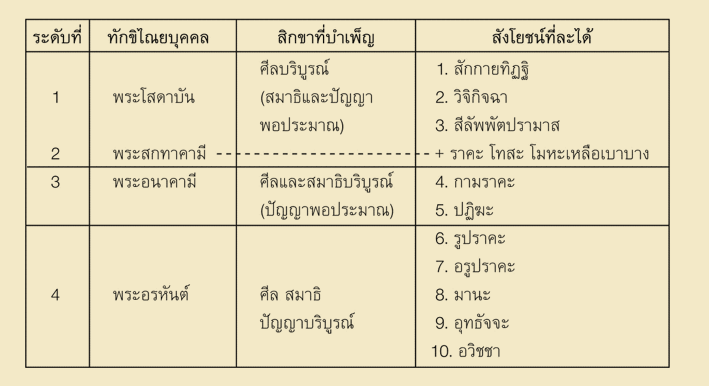 ระดับที่ ทักขิไณยบุคคล สิกขาที่บำเพ็ญ สังโยชน์ที่ละได้
ศีลบริบูรณ์ 1. สักกายทิฏฐิ
1 พระโสดาบัน (สมาธิและปัญญา 2. วิจิกิจฉา
พอประมาณ) 3. สีลัพพัตปรามาส
2 พระสกทาคามี + ราคะ โทสะ โมหะเหลือเบาบาง
3 พระอนาคามี ศีลและสมาธิบริบูรณ์ 4. กามราคะ
(ปัญญาพอประมาณ) 5. ปฏิฆะ
6. รูปราคะ
7. อรูปราคะ
4 พระอรหันต์ ศีล สมาธิ 8. มานะ
ปัญญาบริบูรณ์ 9. อุทธัจจะ
10. อวิชชา